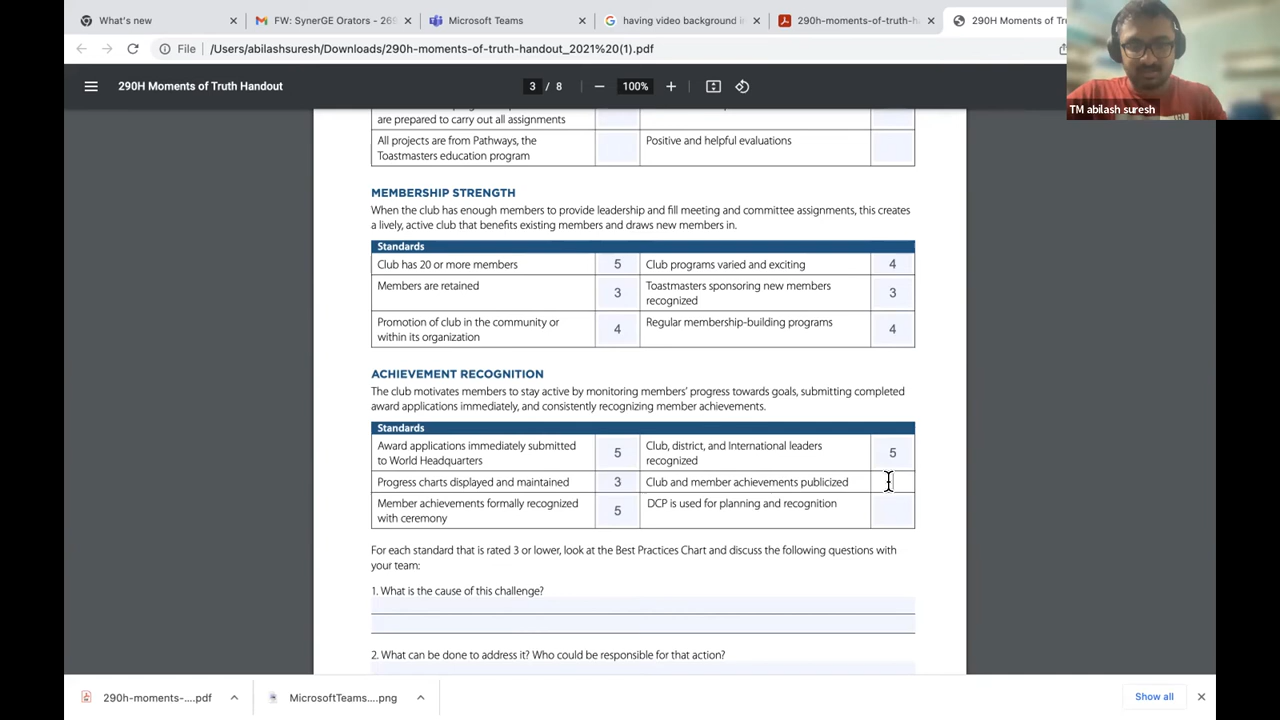 What's new
FW: SynerGE Orators - 269
Microsoft Teams
having video background i
290h-moments-of-truth-h
290H Moments of Tru
File /Users/abilashsuresh/Downloads/290h-moments-of-truth-handout_2021%20(1).pdf
TM abilash suresh
290H Moments of Truth Handout
3 / 8
100%
are prepared to carry out all assignments
All projects are from Pathways, the
Toastmasters education program
Positive and helpful evaluations
MEMBERSHIP STRENGTH
When the club has enough members to provide leadership and fill meeting and committee assignments, this creates
a lively, active club that benefits existing members and draws new members in.
Standards
Club has 20 or more members 5 Club programs varied and exciting 4
Members are retained 3 Toastmasters sponsoring new members
recognized 3
Promotion of club in the community or
within its organization 4 Regular membership-building programs 4
ACHIEVEMENT RECOGNITION
The club motivates members to stay active by monitoring members' progress towards goals, submitting completed
award applications immediately, and consistently recognizing member achievements.
Standards
Award applications immediately submitted
to World Headquarters 5 Club, district, and International leaders
recognized 5
Progress charts displayed and maintained 3 Club and member achievements publicized
Member achievements formally recognized
with ceremony 5 DCP is used for planning and recognition
For each standard that is rated 3 or lower, look at the Best Practices Chart and discuss the following questions with
your team:
1. What is the cause of this challenge?
2. What can be done to address it? Who could be responsible for that action?
290h-moments-....pdf
MicrosoftTeams....png
Show all